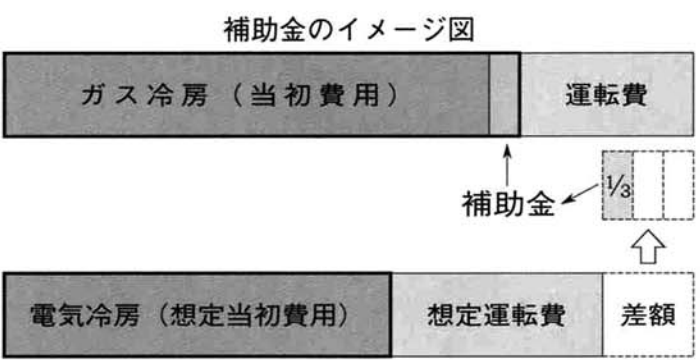 補助金のイメージ図
ガス冷房（当初費用）
運転費
1/3
補助金
電気冷房（想定当初費用）
想定運転費
差額